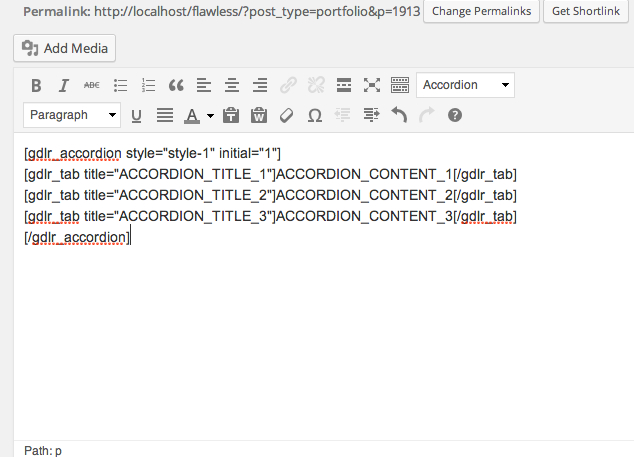 Permalink: http://localhost/flawless/?post_type=portfolio&p=1913 Change Permalinks Get Shortlink
Add Media
B I ABC Accordion
Paragraph U A T W Ω ?
[gdlr_accordion style="style-1" initial="1"]
[gdlr_tab title="ACCORDION_TITLE_1"]ACCORDION_CONTENT_1[/gdlr_tab]
[gdlr_tab title="ACCORDION_TITLE_2"]ACCORDION_CONTENT_2[/gdlr_tab]
[gdlr_tab title="ACCORDION_TITLE_3"]ACCORDION_CONTENT_3[/gdlr_tab]
[/gdlr_accordion]
Path: p